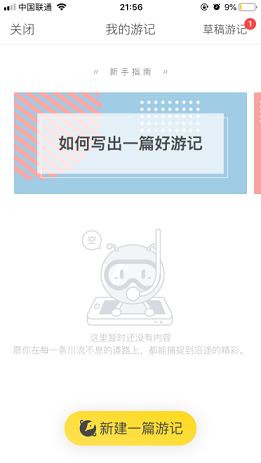 中国联通 21:56 9%
关闭 我的游记 草稿游记 1
〃 新手指南 〃
如何写出一篇好游记
空
这里暂时还没有内容
愿你在每一条川流不息的道路上，都能捕捉到沿途的精彩。
新建一篇游记